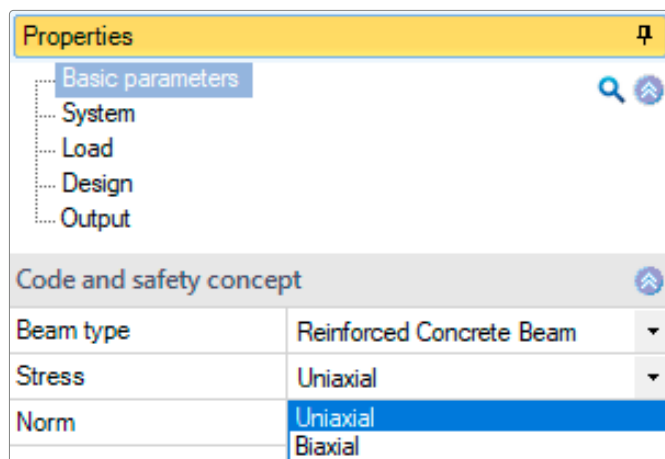 Properties
Basic parameters
System
Load
Design
Output
Code and safety concept
Beam type Reinforced Concrete Beam
Stress Uniaxial
Norm Uniaxial
Biaxial